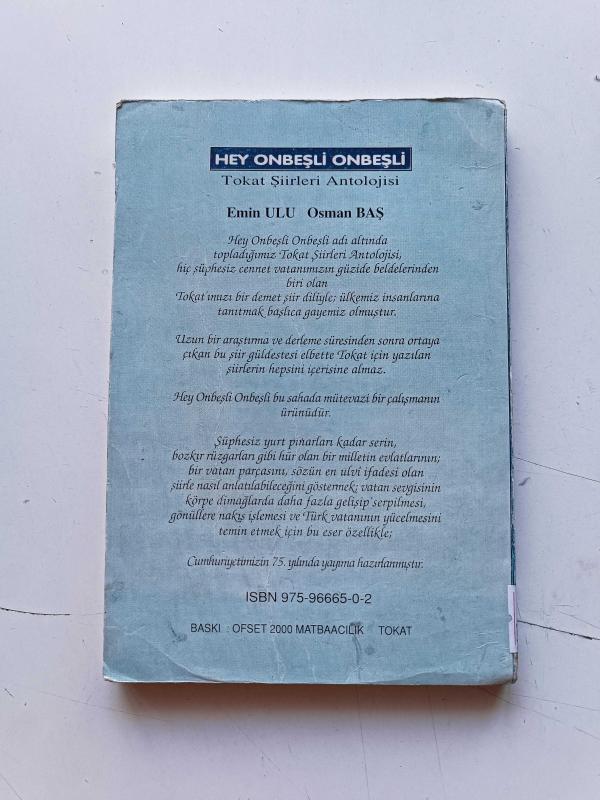 HEY ONBEŞLİ ONBEŞLİ
Tokat Şiirleri Antolojisi
Emin ULU Osman BAŞ
Hey Onbeşli Onbeşli adı altında
topladığımız Tokat Şiirleri Antolojisi,
hiç şüphesiz cennet vatanımızın güzide beldelerinden
biri olan
Tokat'ımızı bir demet şiir diliyle; ülkemiz insanlarına
tanıtmak başlıca gayemiz olmuştur.
Uzun bir araştırma ve derleme süresinden sonra ortaya
çıkan bu şiir güldestesi elbette Tokat için yazılan
şiirlerin hepsini içerisine almaz.
Hey Onbeşli Onbeşli bu sahada mütevazi bir çalışmanın
ürünüdür.
Şüphesiz yurt pınarları kadar serin,
bozkır rüzgarları gibi hür olan bir milletin evlatlarının;
bir vatan parçasını, sözün en ulvi ifadesi olan
şiirle nasıl anlatılabileceğini göstermek; vatan sevgisinin
körpe dimağlarda daha fazla gelişip serpilmesi,
gönüllere nakış işlemesi ve Türk vatanının yücelmesini
temin etmek için bu eser özellikle;
Cumhuriyetimizin 75. yılında yayıma hazırlanmıştır.
ISBN 975-96665-0-2
BASKI : OFSET 2000 MATBAACILIK TOKAT